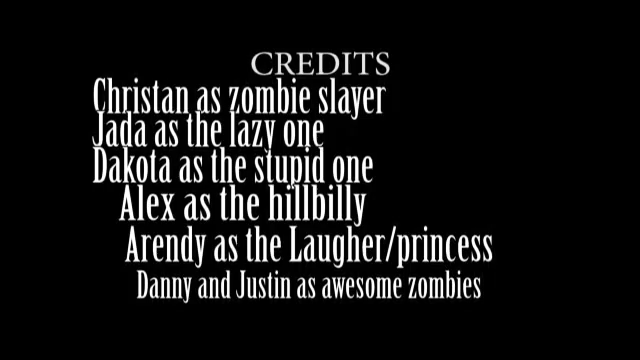 CREDITS
Christan as zombie slayer
Jada as the lazy one
Dakota as the stupid one
Alex as the hillbilly
Arendy as the Laugher/princess
Danny and Justin as awesome zombies